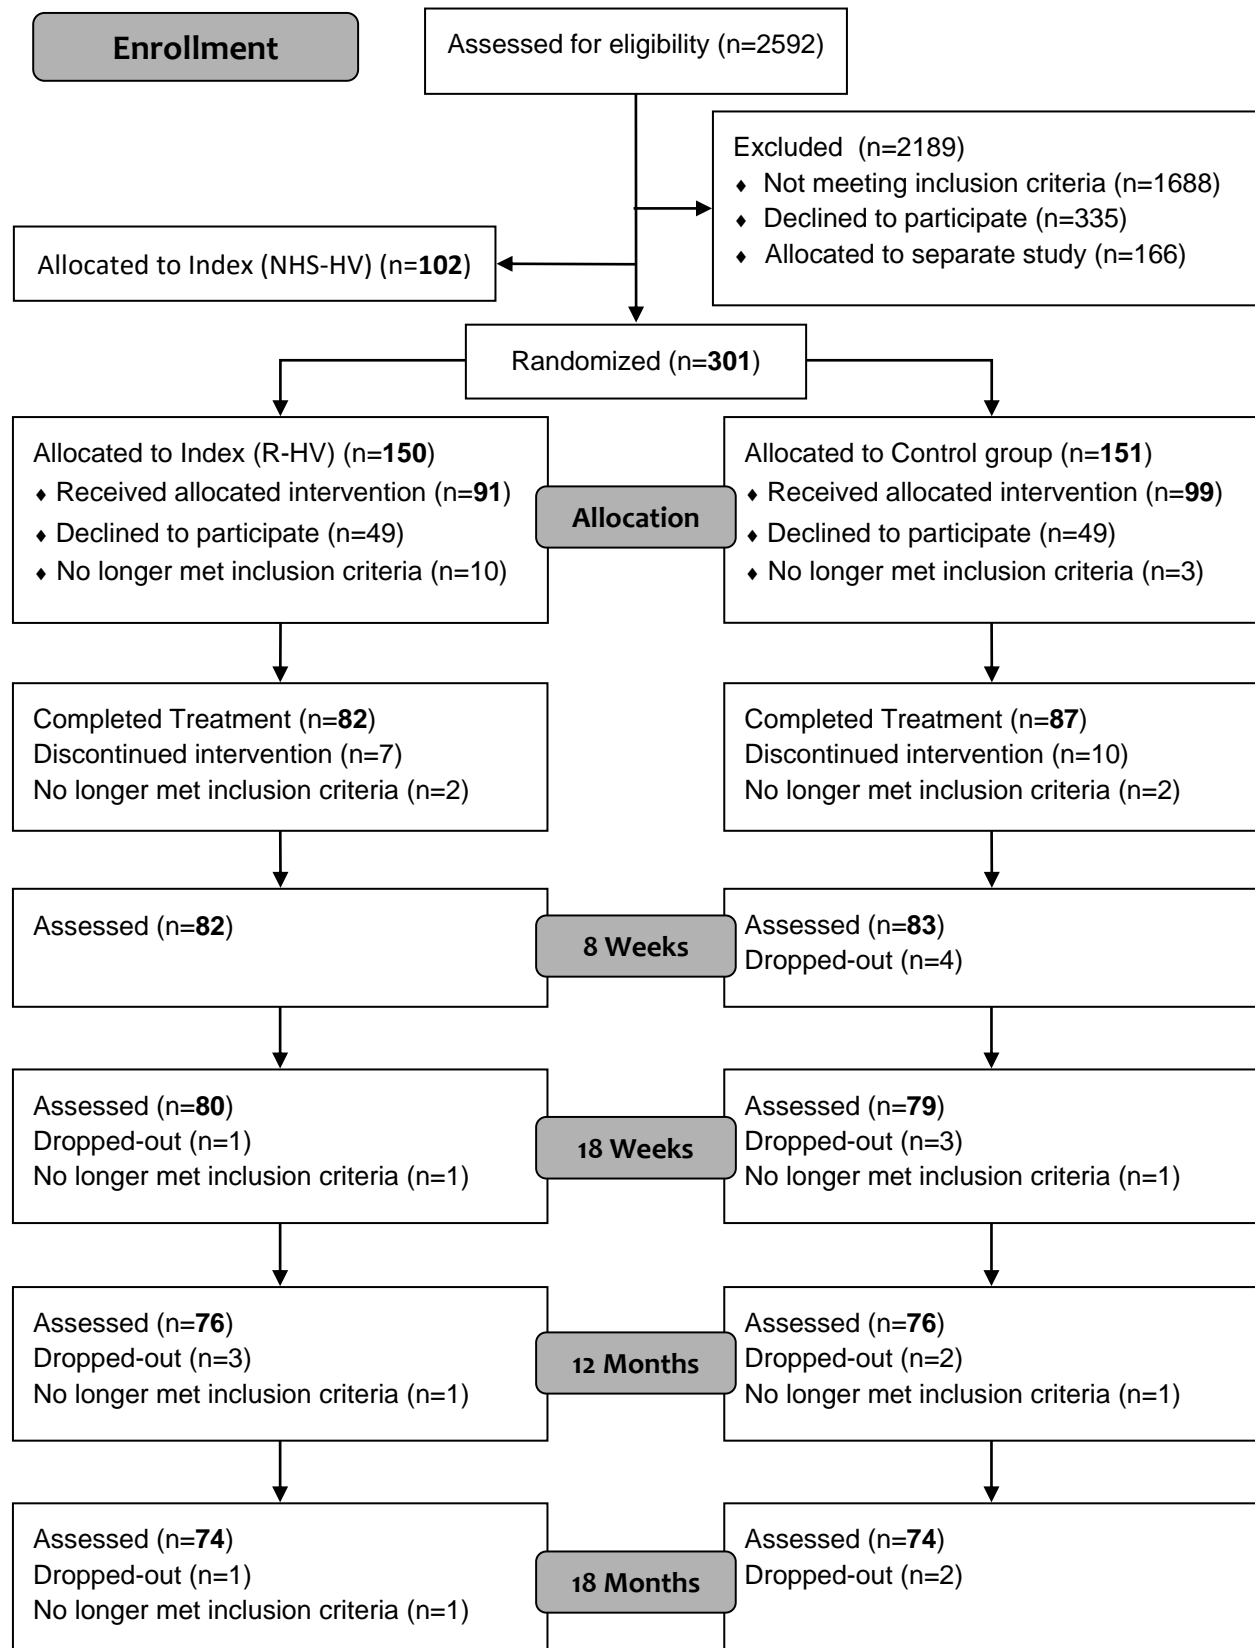 Enrollment
Assessed for eligibility (n=2592)
Excluded (n=2189)
♦ Not meeting inclusion criteria (n=1688)
♦ Declined to participate (n=335)
♦ Allocated to separate study (n=166)
Allocated to Index (NHS-HV) (n=102)
Randomized (n=301)
Allocated to Index (R-HV) (n=150)
♦ Received allocated intervention (n=91)
♦ Declined to participate (n=49)
♦ No longer met inclusion criteria (n=10)
Allocation
Allocated to Control group (n=151)
♦ Received allocated intervention (n=99)
♦ Declined to participate (n=49)
♦ No longer met inclusion criteria (n=3)
Completed Treatment (n=82)
Discontinued intervention (n=7)
No longer met inclusion criteria (n=2)
Completed Treatment (n=87)
Discontinued intervention (n=10)
No longer met inclusion criteria (n=2)
Assessed (n=82)
8 Weeks
Assessed (n=83)
Dropped-out (n=4)
Assessed (n=80)
Dropped-out (n=1)
No longer met inclusion criteria (n=1)
18 Weeks
Assessed (n=79)
Dropped-out (n=3)
No longer met inclusion criteria (n=1)
Assessed (n=76)
Dropped-out (n=3)
No longer met inclusion criteria (n=1)
12 Months
Assessed (n=76)
Dropped-out (n=2)
No longer met inclusion criteria (n=1)
Assessed (n=74)
Dropped-out (n=1)
No longer met inclusion criteria (n=1)
18 Months
Assessed (n=74)
Dropped-out (n=2)